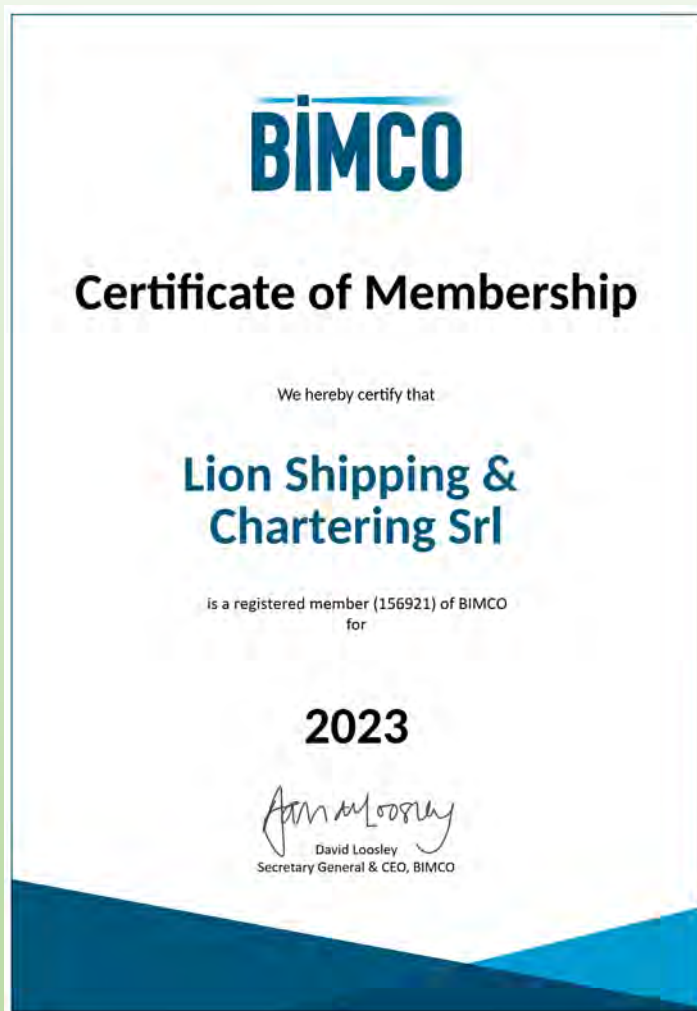 BIMCO
Certificate of Membership
We hereby certify that
Lion Shipping &
Chartering Srl
is a registered member (156921) of BIMCO
for
2023
David Loosley
Secretary General & CEO, BIMCO